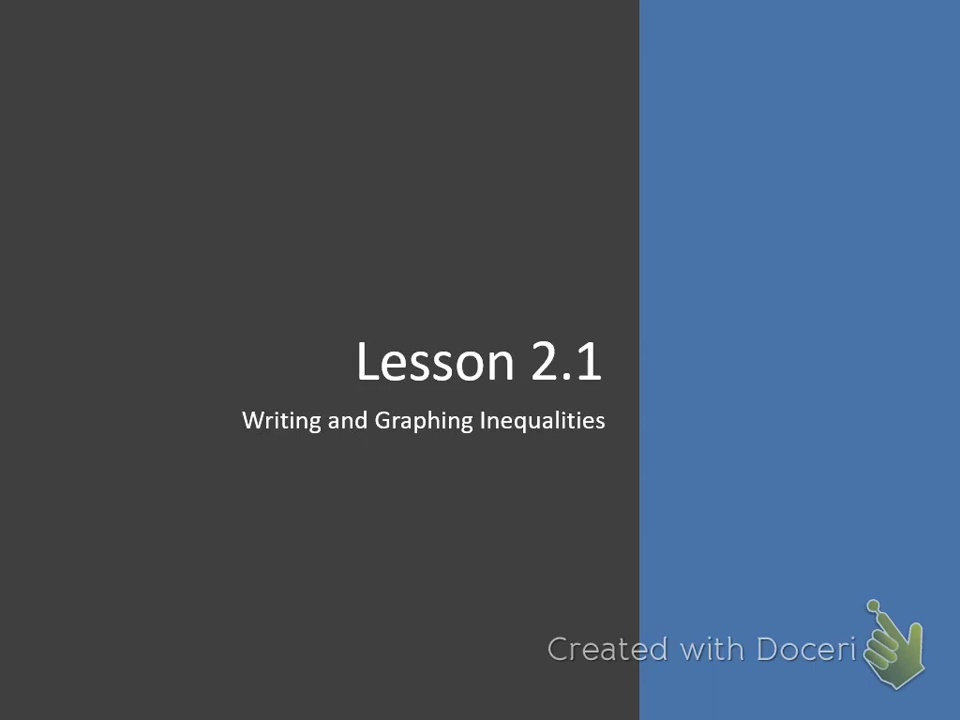 Lesson 2.1
Writing and Graphing Inequalities
Created with Doceri